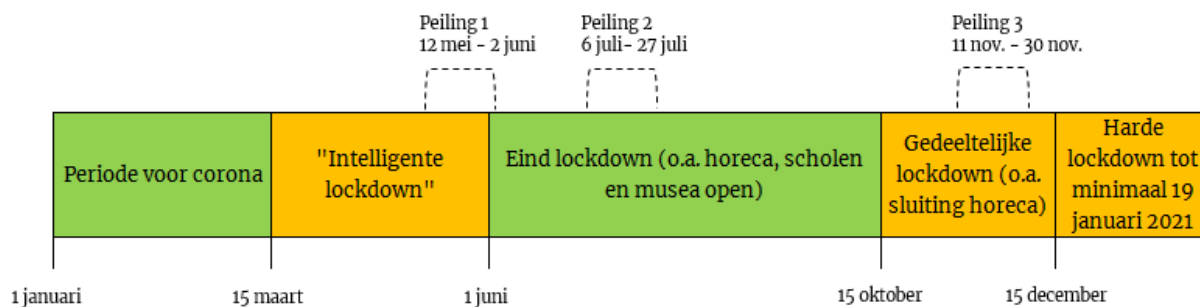 Peiling 1
12 mei - 2 juni
Peiling 2
6 juli- 27 juli
Peiling 3
11 nov. - 30 nov.
Periode voor corona
"Intelligente
lockdown"
Eind lockdown (o.a. horeca, scholen
en musea open)
Gedeeltelijke
lockdown (o.a.
sluiting horeca)
Harde
lockdown tot
minimaal 19
januari 2021
1 januari
15 maart
1 juni
15 oktober
15 december